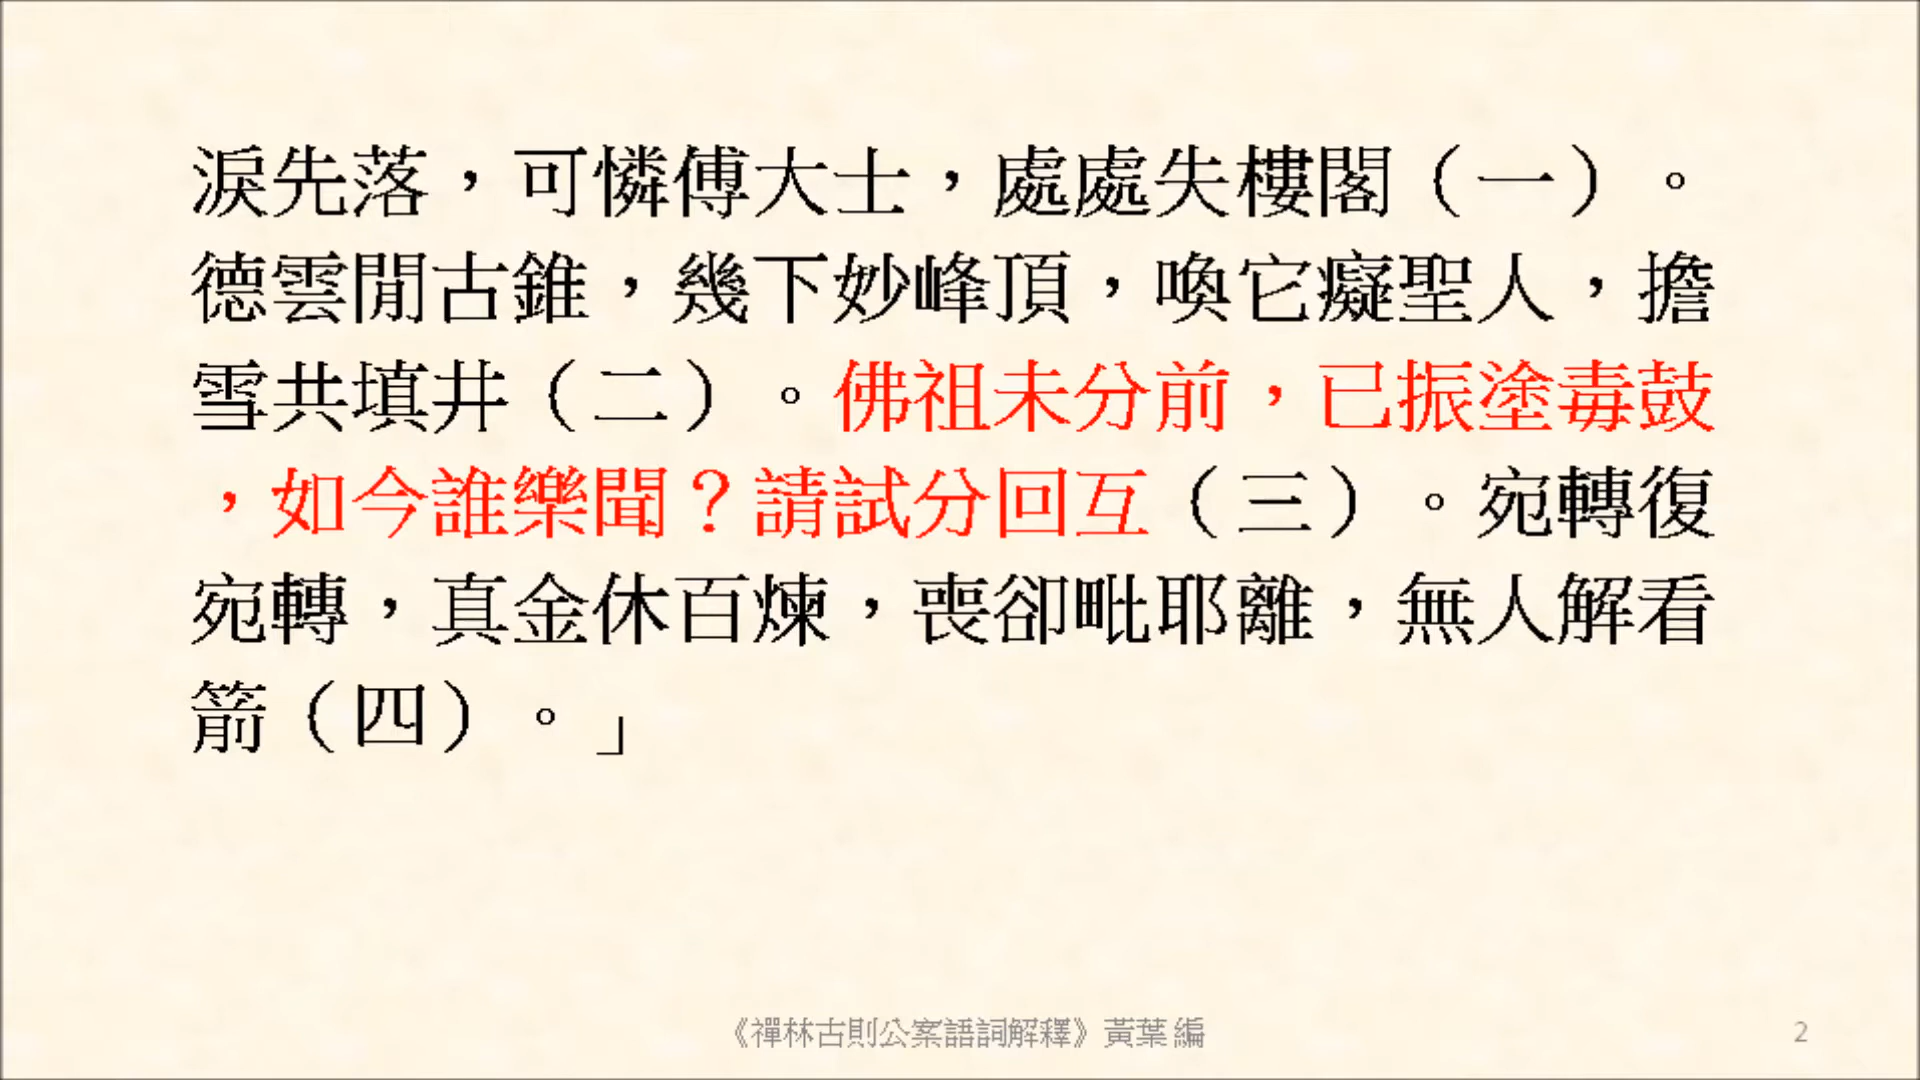 淚先落，可憐傅大士，處處失樓閣（一）。
德雲閒古錐，幾下妙峰頂，喚它癡聖人，擔
雪共填井（二）。佛祖未分前，已振塗毒鼓
，如今誰樂聞？請試分回互（三）。宛轉復
宛轉，真金休百煉，喪卻毗耶離，無人解看
箭（四）。」
《禪林古則公案語詞解釋》黃葉 編
2